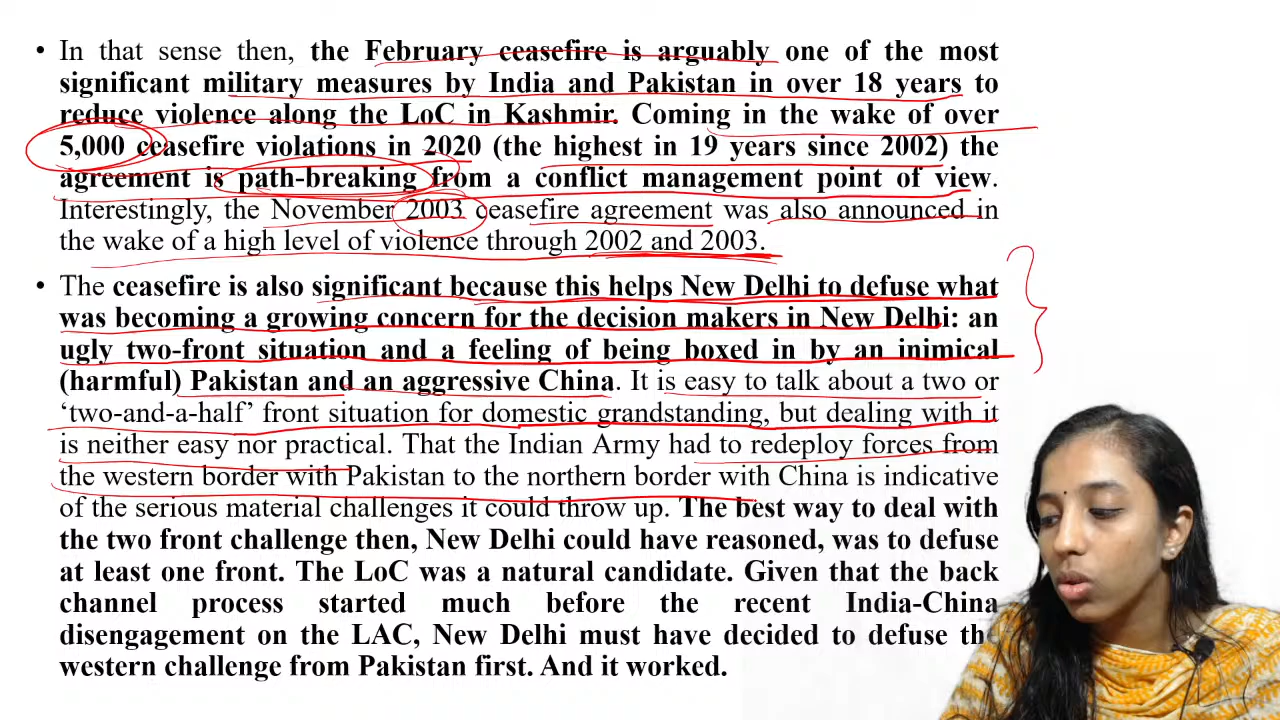 • In that sense then, the February ceasefire is arguably one of the most
significant military measures by India and Pakistan in over 18 years to
reduce violence along the LoC in Kashmir. Coming in the wake of over
5,000 ceasefire violations in 2020 (the highest in 19 years since 2002) the
agreement is path-breaking from a conflict management point of view.
Interestingly, the November 2003 ceasefire agreement was also announced in
the wake of a high level of violence through 2002 and 2003.
• The ceasefire is also significant because this helps New Delhi to defuse what
was becoming a growing concern for the decision makers in New Delhi: an
ugly two-front situation and a feeling of being boxed in by an inimical
(harmful) Pakistan and an aggressive China. It is easy to talk about a two or
‘two-and-a-half’ front situation for domestic grandstanding, but dealing with it
is neither easy nor practical. That the Indian Army had to redeploy forces from
the western border with Pakistan to the northern border with China is indicative
of the serious material challenges it could throw up. The best way to deal with
the two front challenge then, New Delhi could have reasoned, was to defuse
at least one front. The LoC was a natural candidate. Given that the back
channel process started much before the recent India-China
disengagement on the LAC, New Delhi must have decided to defuse th
western challenge from Pakistan first. And it worked.